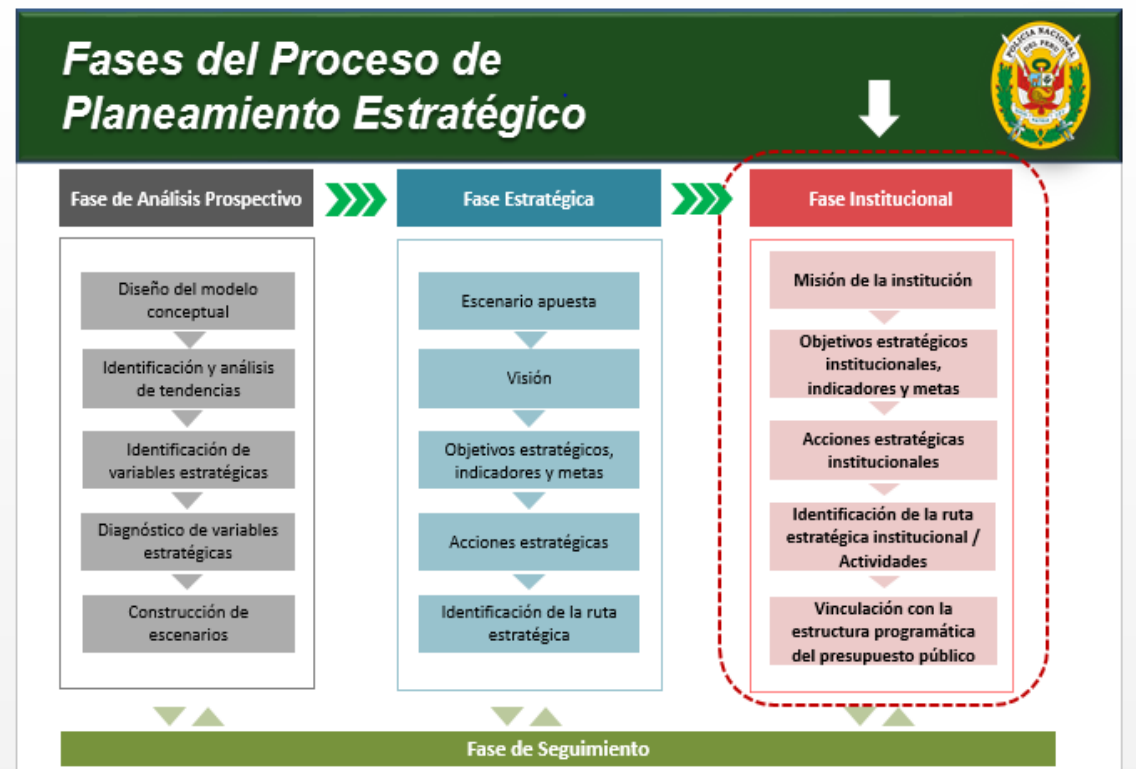 Fases del Proceso de
Planeamiento Estratégico
POLICIA NACIONAL
DEL PERU
Fase de Análisis Prospectivo
Diseño del modelo
conceptual
Identificación y análisis
de tendencias
Identificación de
variables estratégicas
Diagnóstico de variables
estratégicas
Construcción de
escenarios
Fase Estratégica
Escenario apuesta
Visión
Objetivos estratégicos,
indicadores y metas
Acciones estratégicas
Identificación de la ruta
estratégica
Fase Institucional
Misión de la institución
Objetivos estratégicos
institucionales,
indicadores y metas
Acciones estratégicas
institucionales
Identificación de la ruta
estratégica institucional /
Actividades
Vinculación con la
estructura programática
del presupuesto público
Fase de Seguimiento